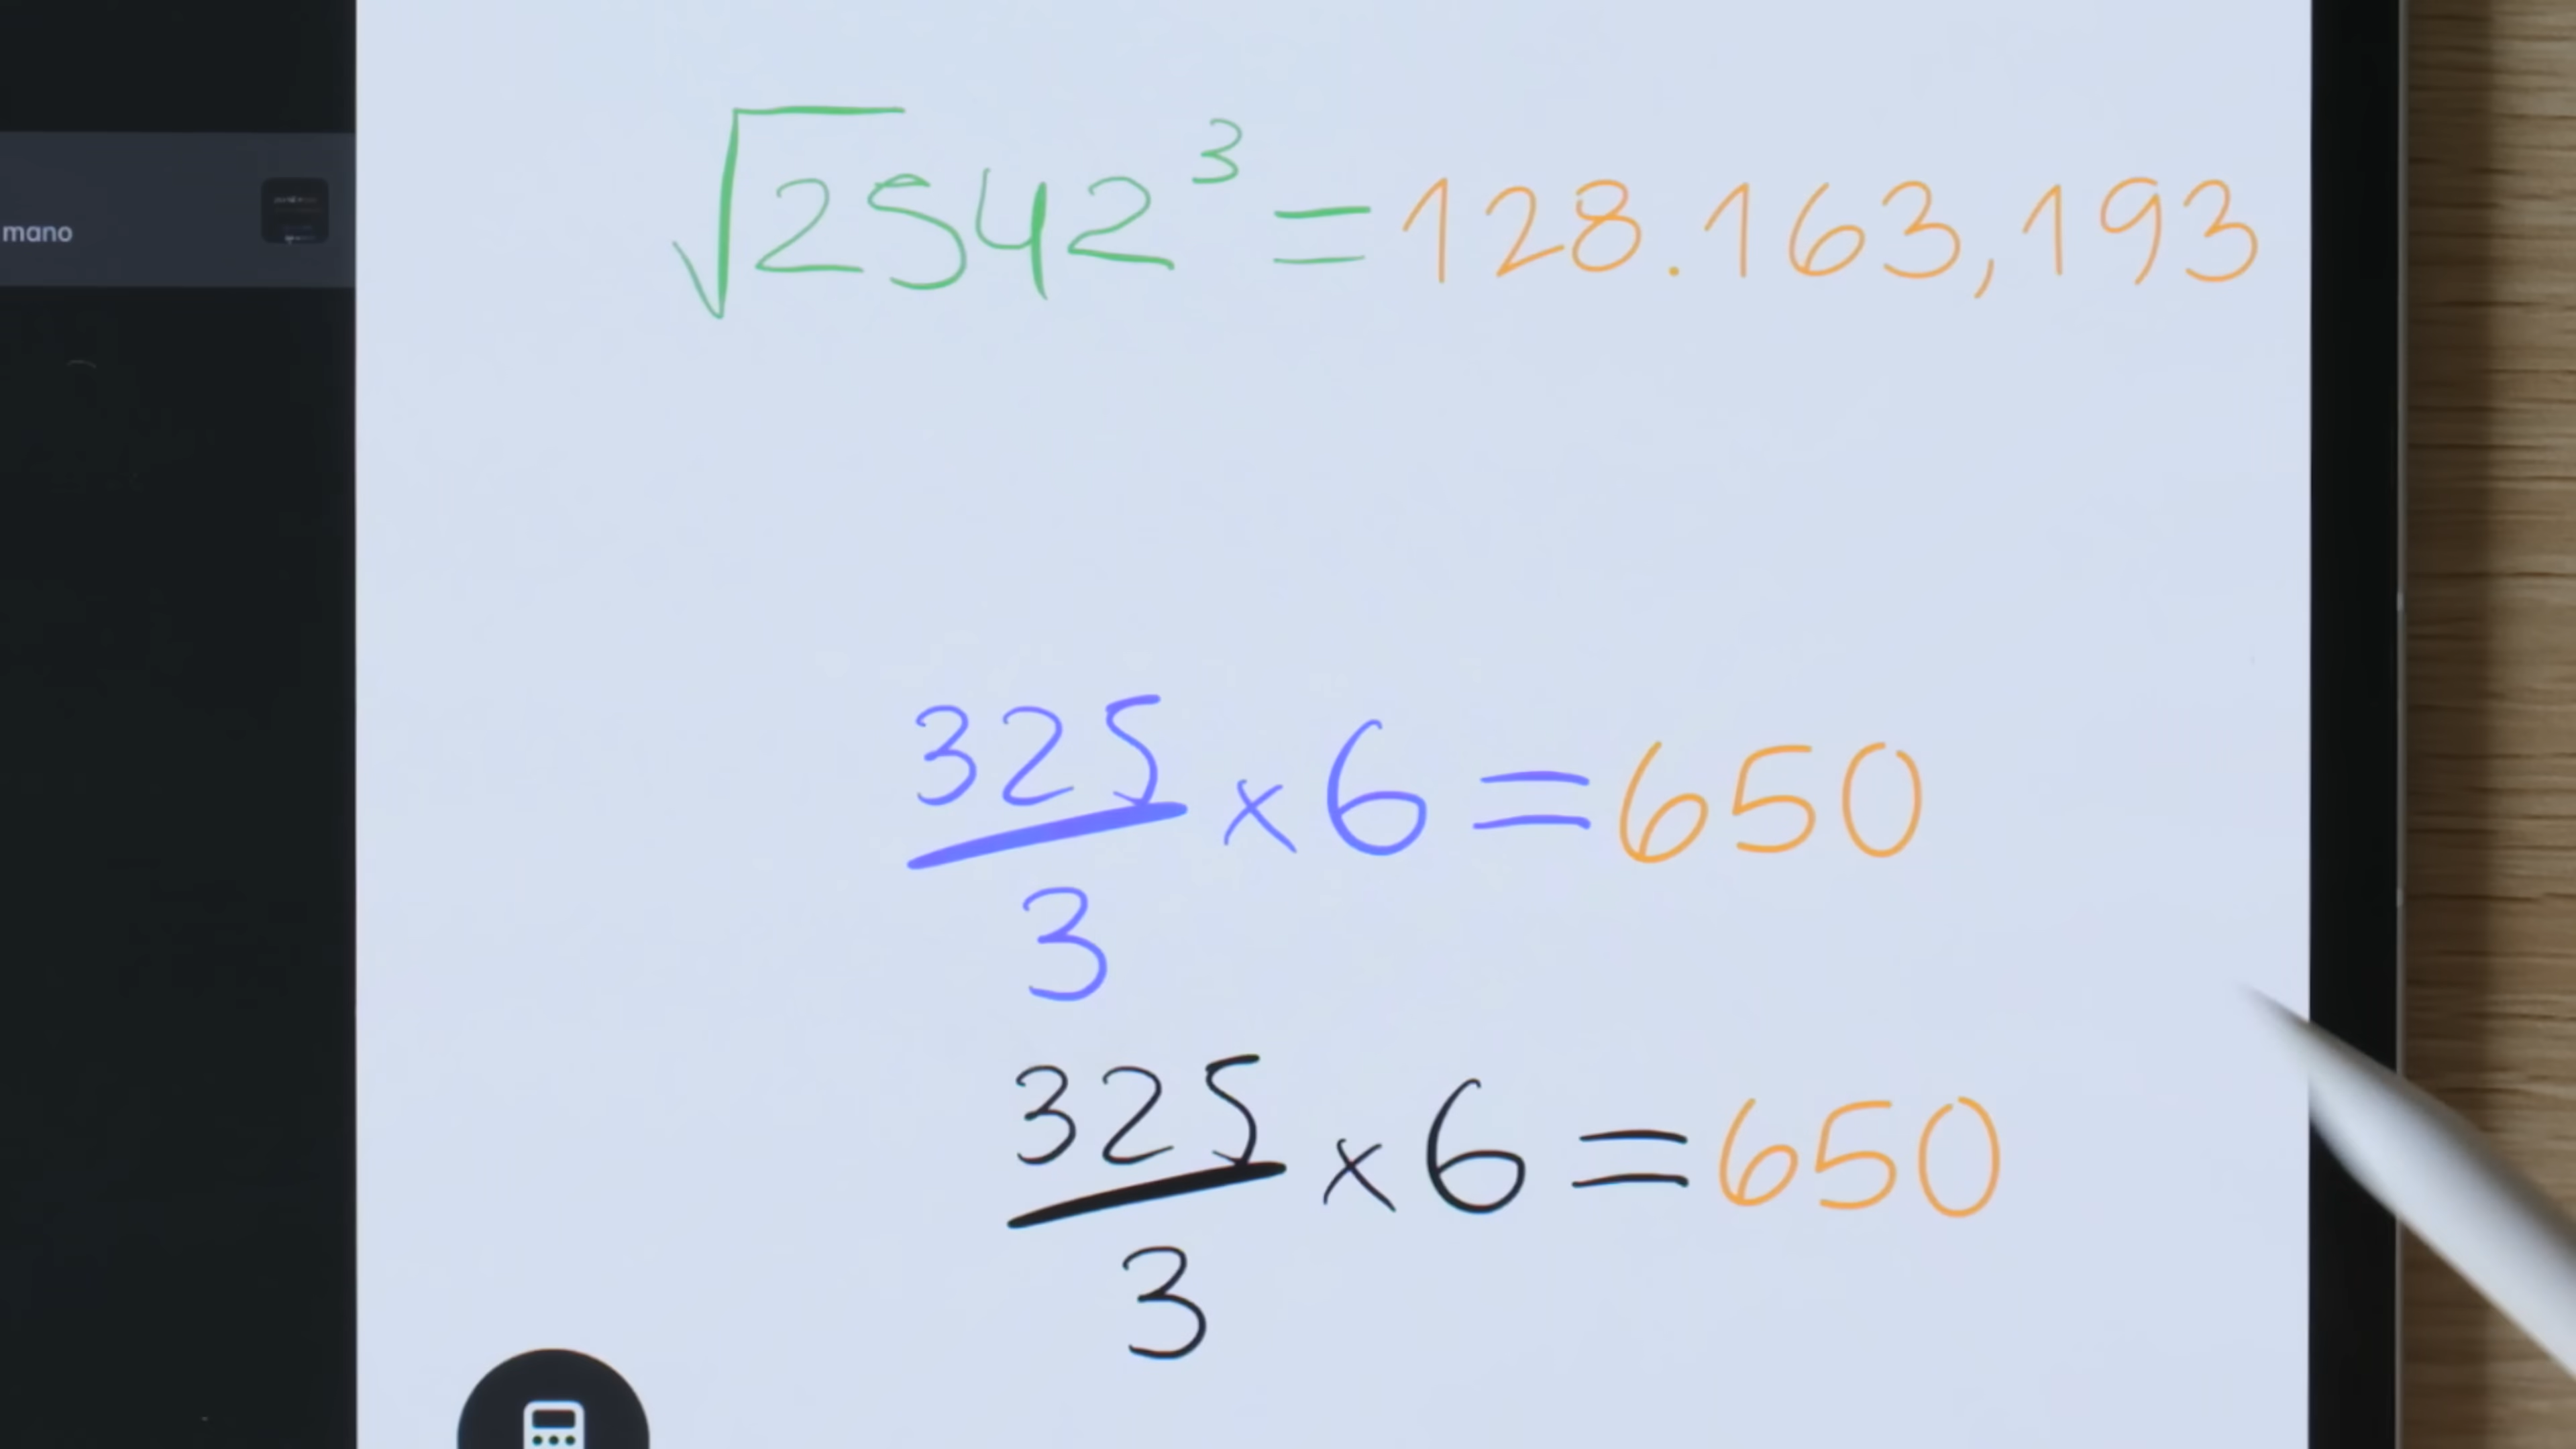 mano
√2542³ = 128.163,193
325/3 × 6 = 650
325/3 × 6 = 650